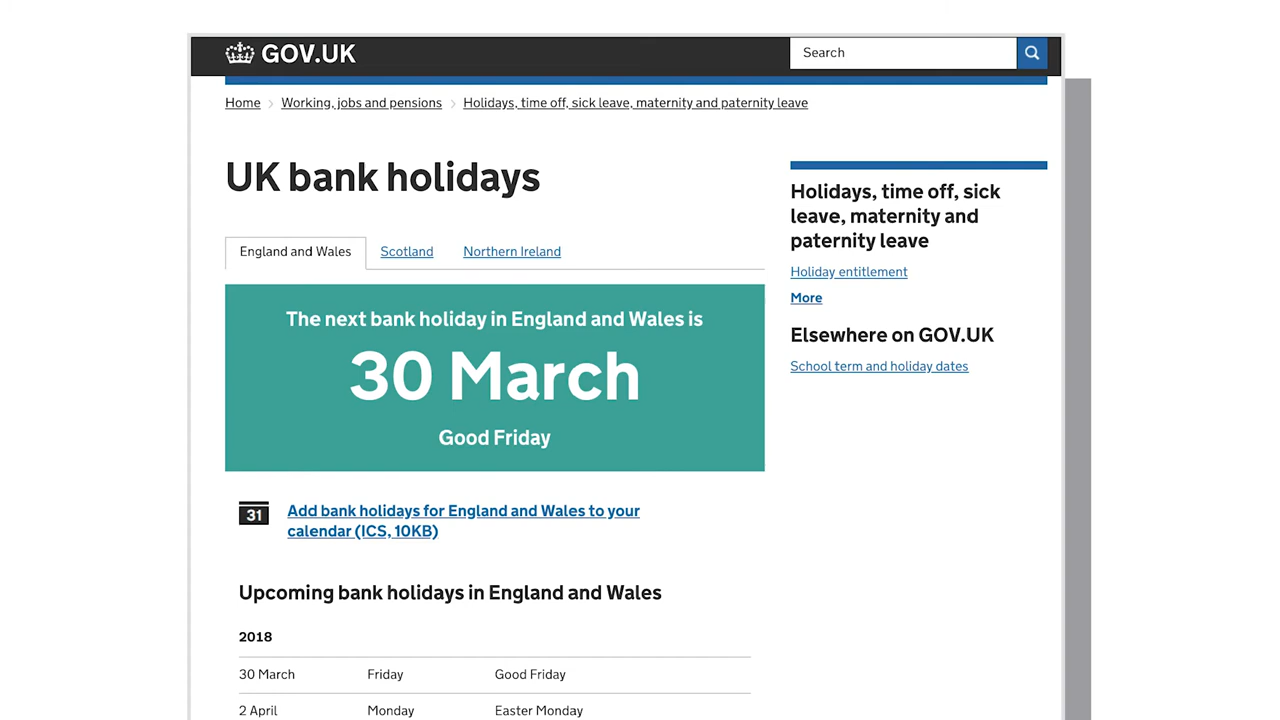 GOV.UK
Search
Home
Working, jobs and pensions
Holidays, time off, sick leave, maternity and paternity leave
UK bank holidays
England and Wales
Scotland
Northern Ireland
The next bank holiday in England and Wales is
30 March
Good Friday
31
Add bank holidays for England and Wales to your
calendar (ICS, 10KB)
Upcoming bank holidays in England and Wales
2018
30 March Friday Good Friday
2 April Monday Easter Monday
Holidays, time off, sick
leave, maternity and
paternity leave
Holiday entitlement
More
Elsewhere on GOV.UK
School term and holiday dates